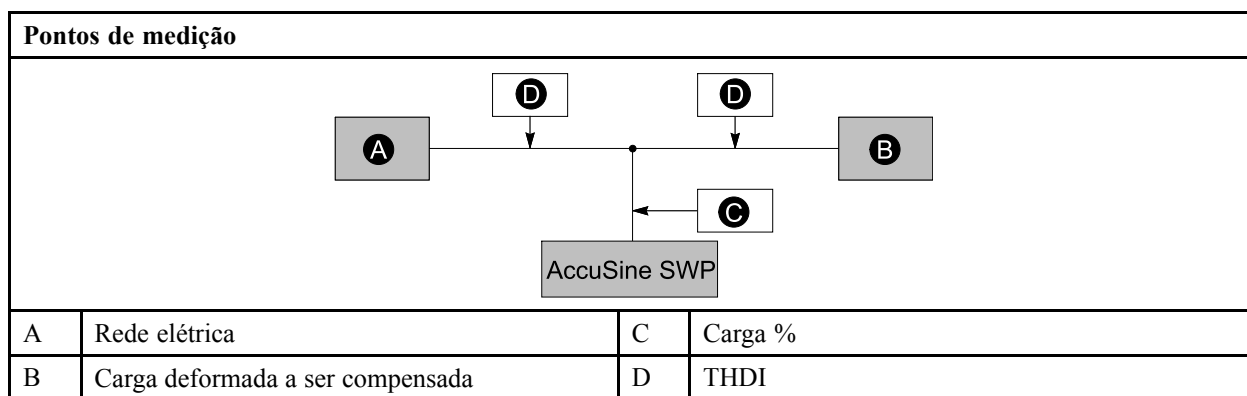 Pontos de medição
D D
A B
C
AccuSine SWP
A Rede elétrica C Carga %
B Carga deformada a ser compensada D THDI